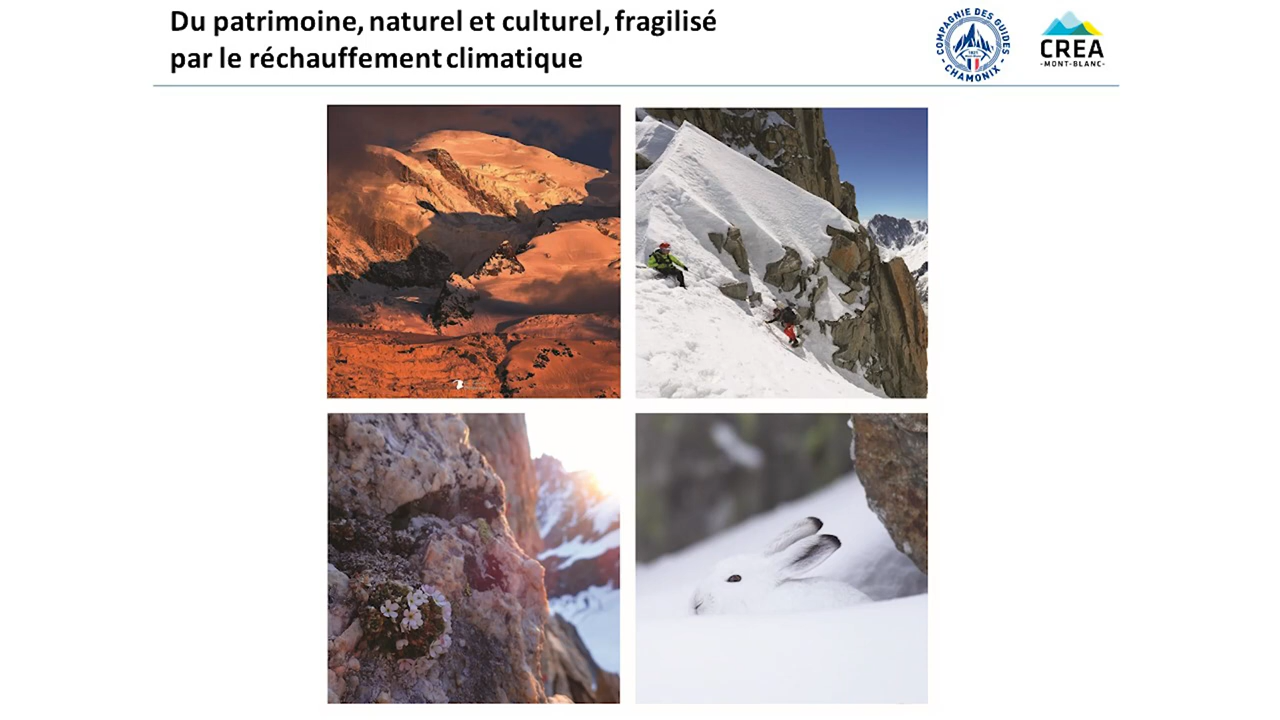 Du patrimoine, naturel et culturel, fragilisé
par le réchauffement climatique
COMPAGNIE DES GUIDES
- CHAMONIX -
CREA
-MONT-BLANC-